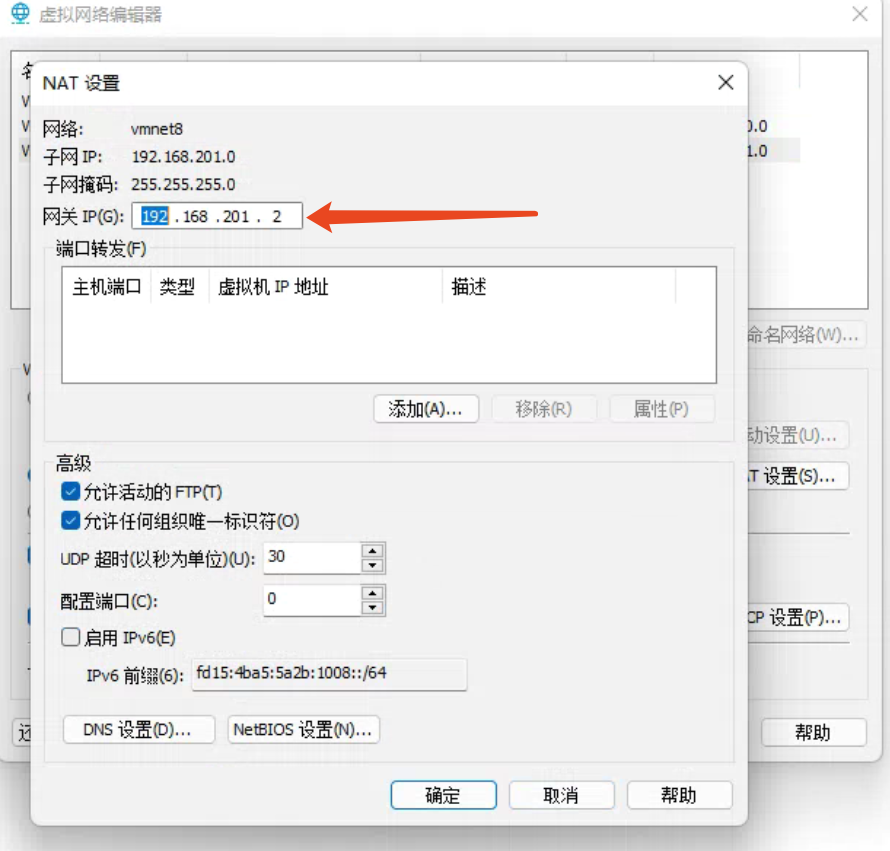 虚拟网络编辑器
NAT 设置
网络: vmnet8
子网 IP: 192.168.201.0
子网掩码: 255.255.255.0
网关 IP(G): 192 . 168 . 201 . 2
端口转发(F)
主机端口 类型 虚拟机 IP 地址 描述
添加(A)... 移除(R) 属性(P)
高级
允许活动的 FTP(T)
允许任何组织唯一标识符(O)
UDP 超时(以秒为单位)(U): 30
配置端口(C): 0
启用 IPv6(E)
IPv6 前缀(6): fd15:4ba5:5a2b:1008::/64
DNS 设置(D)... NetBIOS 设置(N)...
确定 取消 帮助
.0
1.0
命名网络(W)...
动设置(U)...
T 设置(S)...
CP 设置(P)...
还
帮助